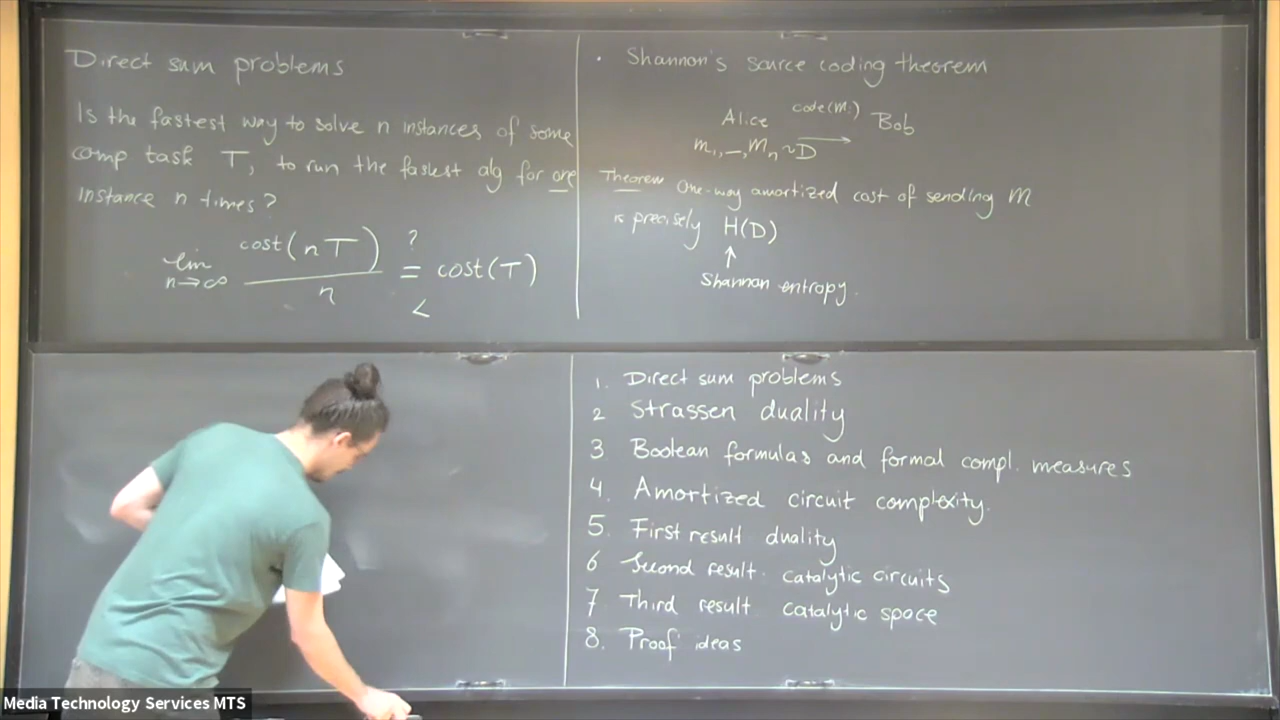 Direct sum problems
Is the fastest way to solve n instances of some
comp task T, to run the fastest alg for one
instance n times?
lim n→∞ cost(nT) / n =? cost(T)
<
· Shannon's source coding theorem
Alice code(M.) Bob
m1, —, Mn ~ D →
Theorem One-way amortized cost of sending M
is precisely H(D)
↑
Shannon entropy.
1. Direct sum problems
2 Strassen duality
3 Boolean formulas and formal compl. measures
4. Amortized circuit complexity.
5. First result duality
6 Second result. catalytic circuits
7 Third result catalytic space
8. Proof ideas
Media Technology Services MTS